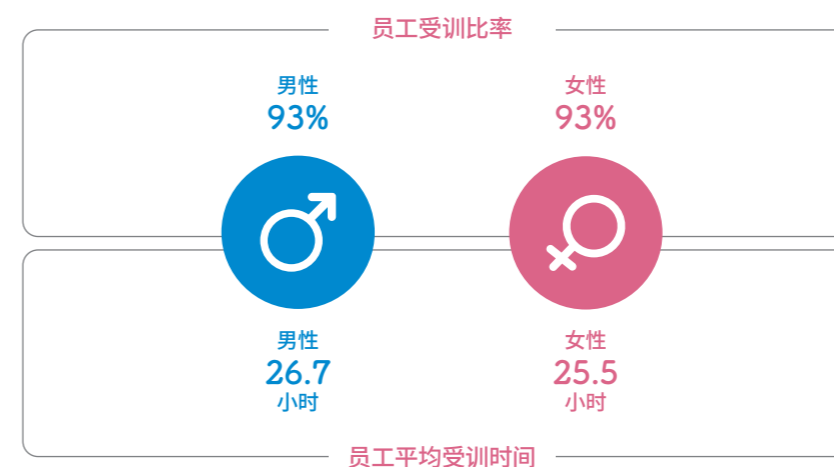 员工受训比率
男性 女性
93% 93%
男性 女性
26.7 25.5
小时 小时
员工平均受训时间